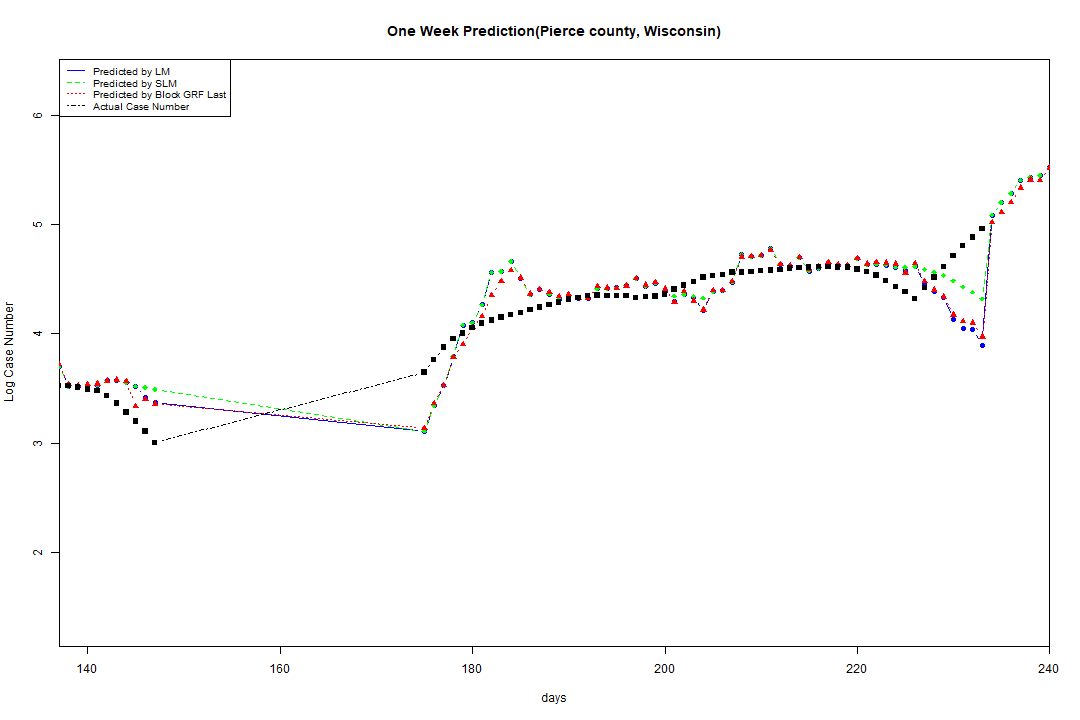 One Week Prediction(Pierce county, Wisconsin)
Predicted by LM
Predicted by SLM
Predicted by Block GRF Last
Actual Case Number
6
5
4
3
2
Log Case Number
140 160 180 200 220 240
days